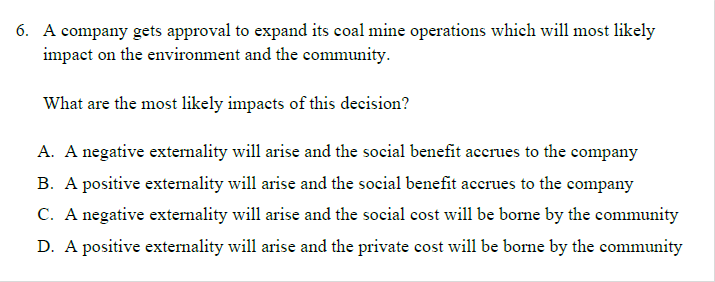 6. A company gets approval to expand its coal mine operations which will most likely
impact on the environment and the community.
What are the most likely impacts of this decision?
A. A negative externality will arise and the social benefit accrues to the company
B. A positive externality will arise and the social benefit accrues to the company
C. A negative externality will arise and the social cost will be borne by the community
D. A positive externality will arise and the private cost will be borne by the community